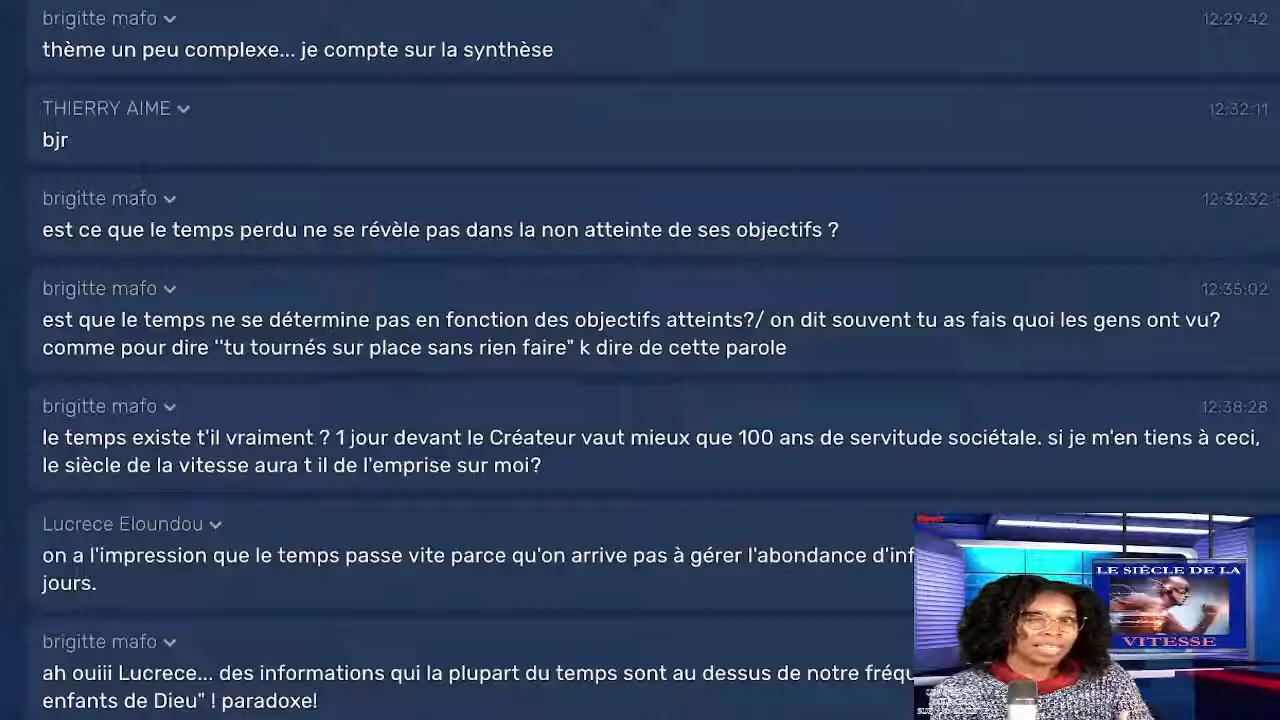 brigitte mafo 12:29:42
thème un peu complexe... je compte sur la synthèse
THIERRY AIME 12:32:11
bjr
brigitte mafo 12:32:32
est ce que le temps perdu ne se révèle pas dans la non atteinte de ses objectifs ?
brigitte mafo 12:35:02
est que le temps ne se détermine pas en fonction des objectifs atteints?/ on dit souvent tu as fais quoi les gens ont vu?
comme pour dire ''tu tournés sur place sans rien faire" k dire de cette parole
brigitte mafo 12:38:28
le temps existe t'il vraiment ? 1 jour devant le Créateur vaut mieux que 100 ans de servitude sociétale. si je m'en tiens à ceci,
le siècle de la vitesse aura t il de l'emprise sur moi?
Lucrece Eloundou
on a l'impression que le temps passe vite parce qu'on arrive pas à gérer l'abondance d'inf
jours.
brigitte mafo
ah ouiii Lucrece... des informations qui la plupart du temps sont au dessus de notre fréqu
enfants de Dieu" ! paradoxe!
LE SIÈCLE DE LA
VITESSE